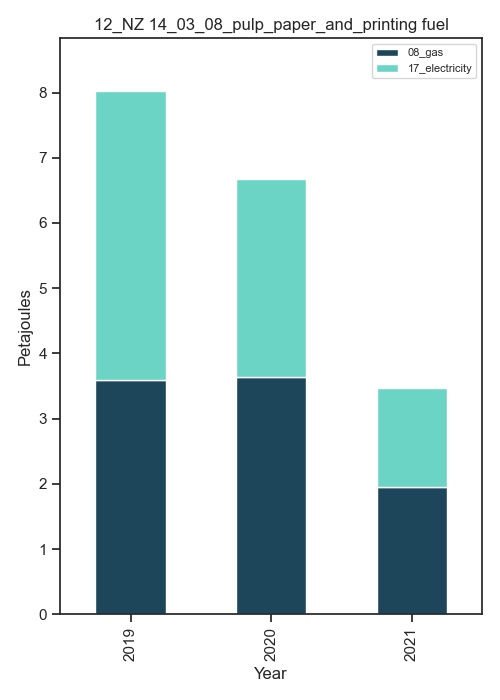 12_NZ 14_03_08_pulp_paper_and_printing fuel
08_gas
17_electricity
8
7
6
5
4
3
2
1
0
Petajoules
2019
2020
2021
Year